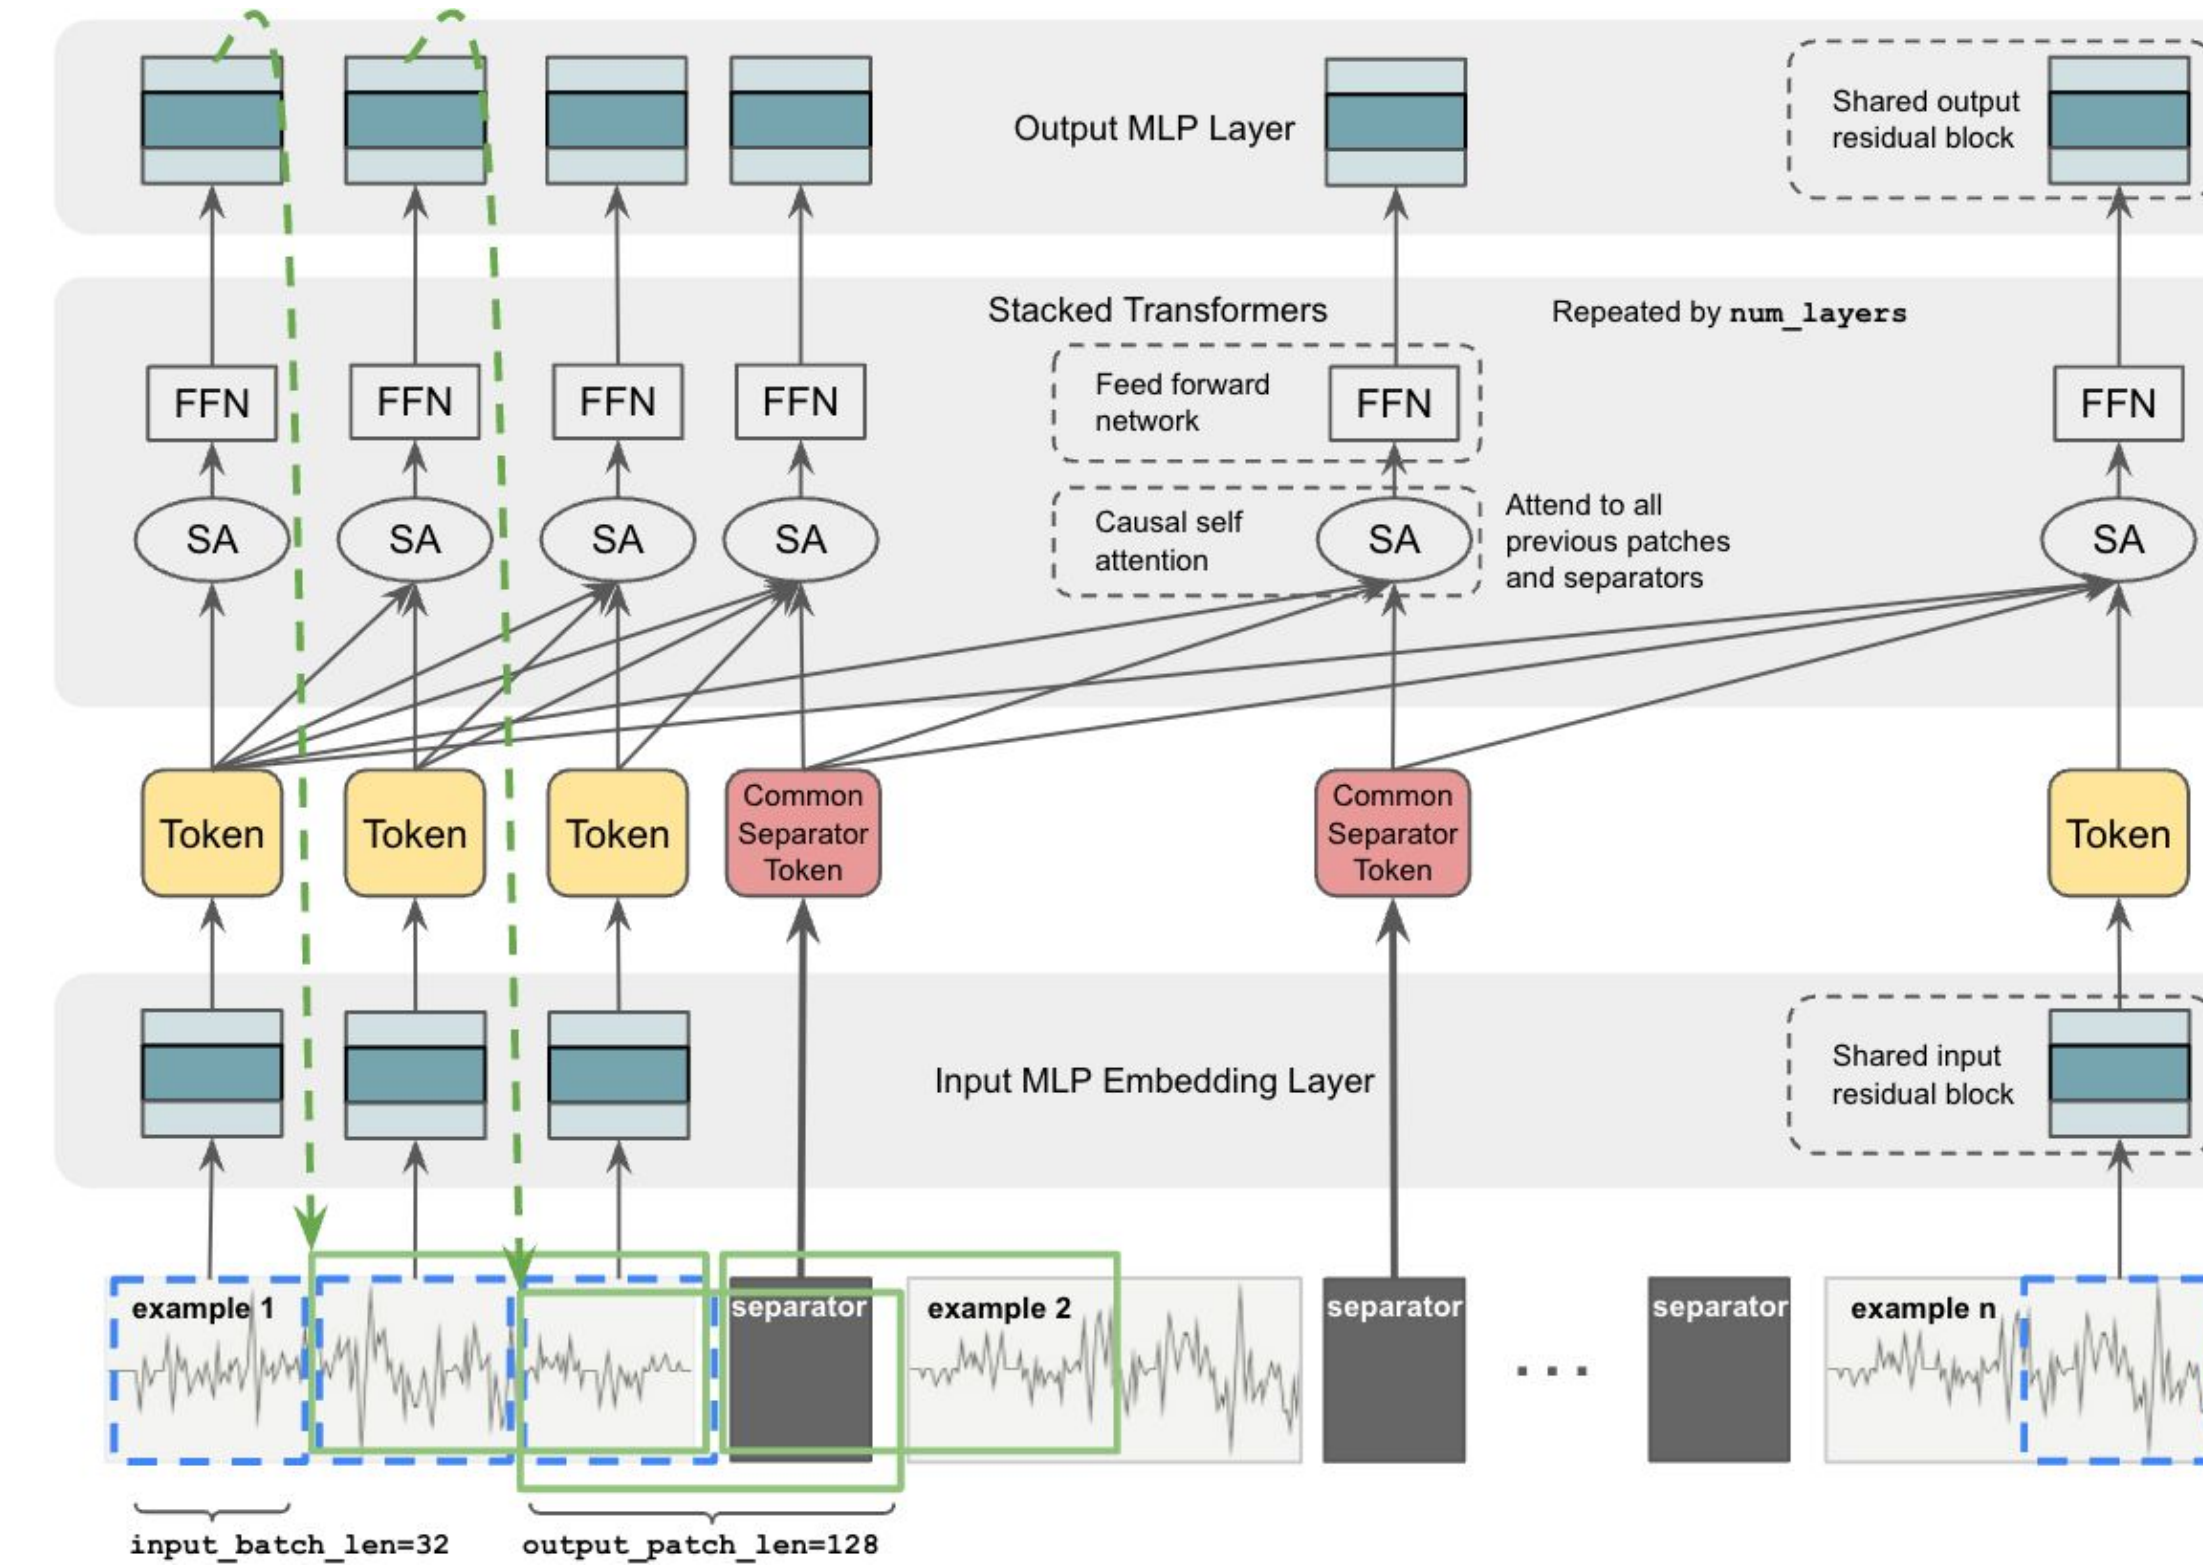 Output MLP Layer
Shared output
residual block
Stacked Transformers
Repeated by num_layers
Feed forward
network
FFN
FFN
FFN
FFN
FFN
FFN
Causal self
attention
Attend to all
previous patches
and separators
SA
SA
SA
SA
SA
SA
Token
Token
Token
Common
Separator
Token
Common
Separator
Token
Token
Input MLP Embedding Layer
Shared input
residual block
example 1
separator
example 2
separator
...
separator
example n
input_batch_len=32
output_patch_len=128